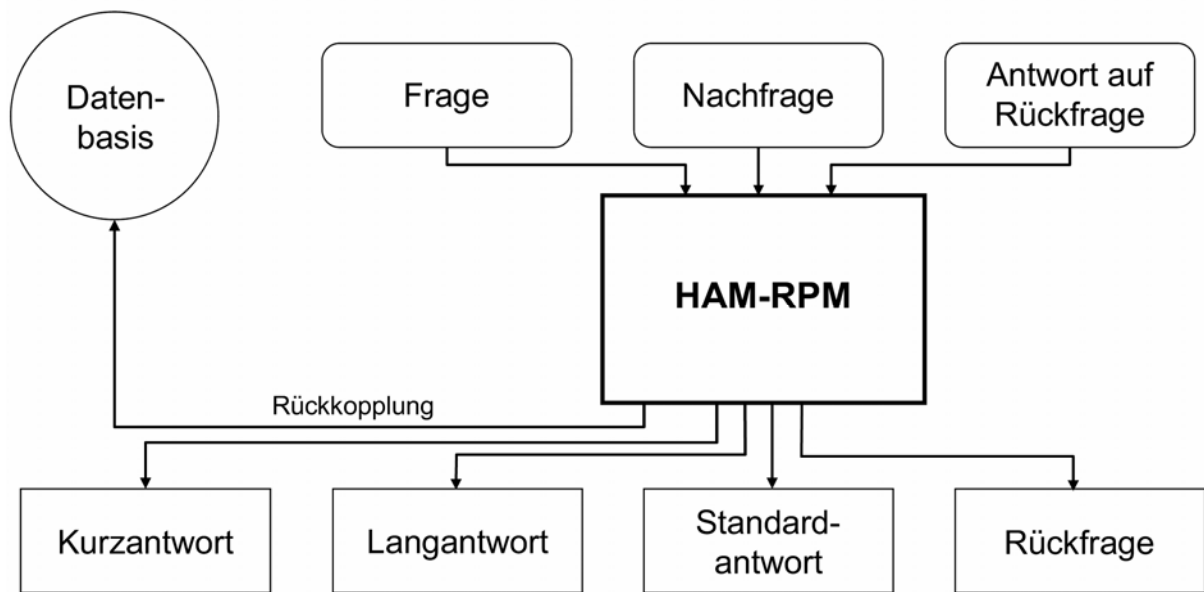 Daten-
basis
Frage
Nachfrage
Antwort auf
Rückfrage
HAM-RPM
Rückkopplung
Kurzantwort
Langantwort
Standard-
antwort
Rückfrage